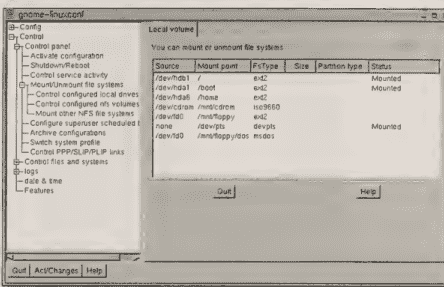 gnome-linuxconf
Config
Control
Control panel
Activate configuration
Shutdown/Reboot
Control service activity
Mount/Unmount file systems
Control configured local drives
Control configured nfs volumes
Mount other NFS file systems
Configure superuser scheduled t
Archive configurations
Switch system profile
Control PPP/SLIP/PLIP links
Control files and systems
logs
date & time
Features
Quit Act/Changes Help
Local volume
You can mount or unmount file systems
Source Mount point FsType Size Partition type Status
/dev/hdb1 / ext2 Mounted
/dev/hda1 /boot ext2 Mounted
/dev/hda6 /home ext2
/dev/cdrom /mnt/cdrom iso9660
/dev/fd0 /mnt/floppy ext2
none /dev/pts devpts Mounted
/dev/fd0 /mnt/floppy/dos msdos
Quit Help